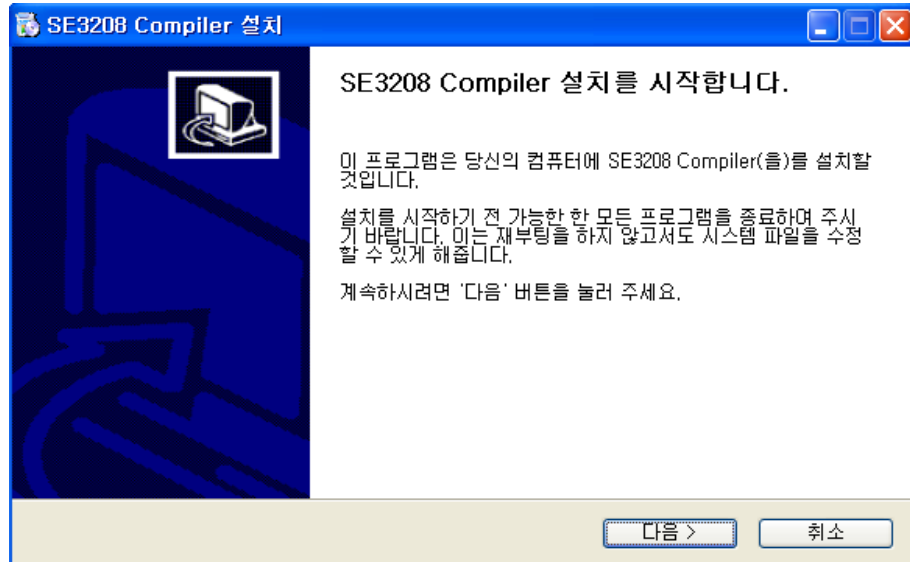 SE3208 Compiler 설치
SE3208 Compiler 설치를 시작합니다.
이 프로그램은 당신의 컴퓨터에 SE3208 Compiler(을)를 설치할
것입니다.
설치를 시작하기 전 가능한 한 모든 프로그램을 종료하여 주시
기 바랍니다. 이는 재부팅을 하지 않고서도 시스템 파일을 수정
할 수 있게 해줍니다.
계속하시려면 '다음' 버튼을 눌러 주세요.
다음 > 취소